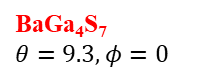 BaGa₄S₇
θ = 9.3, ϕ = 0